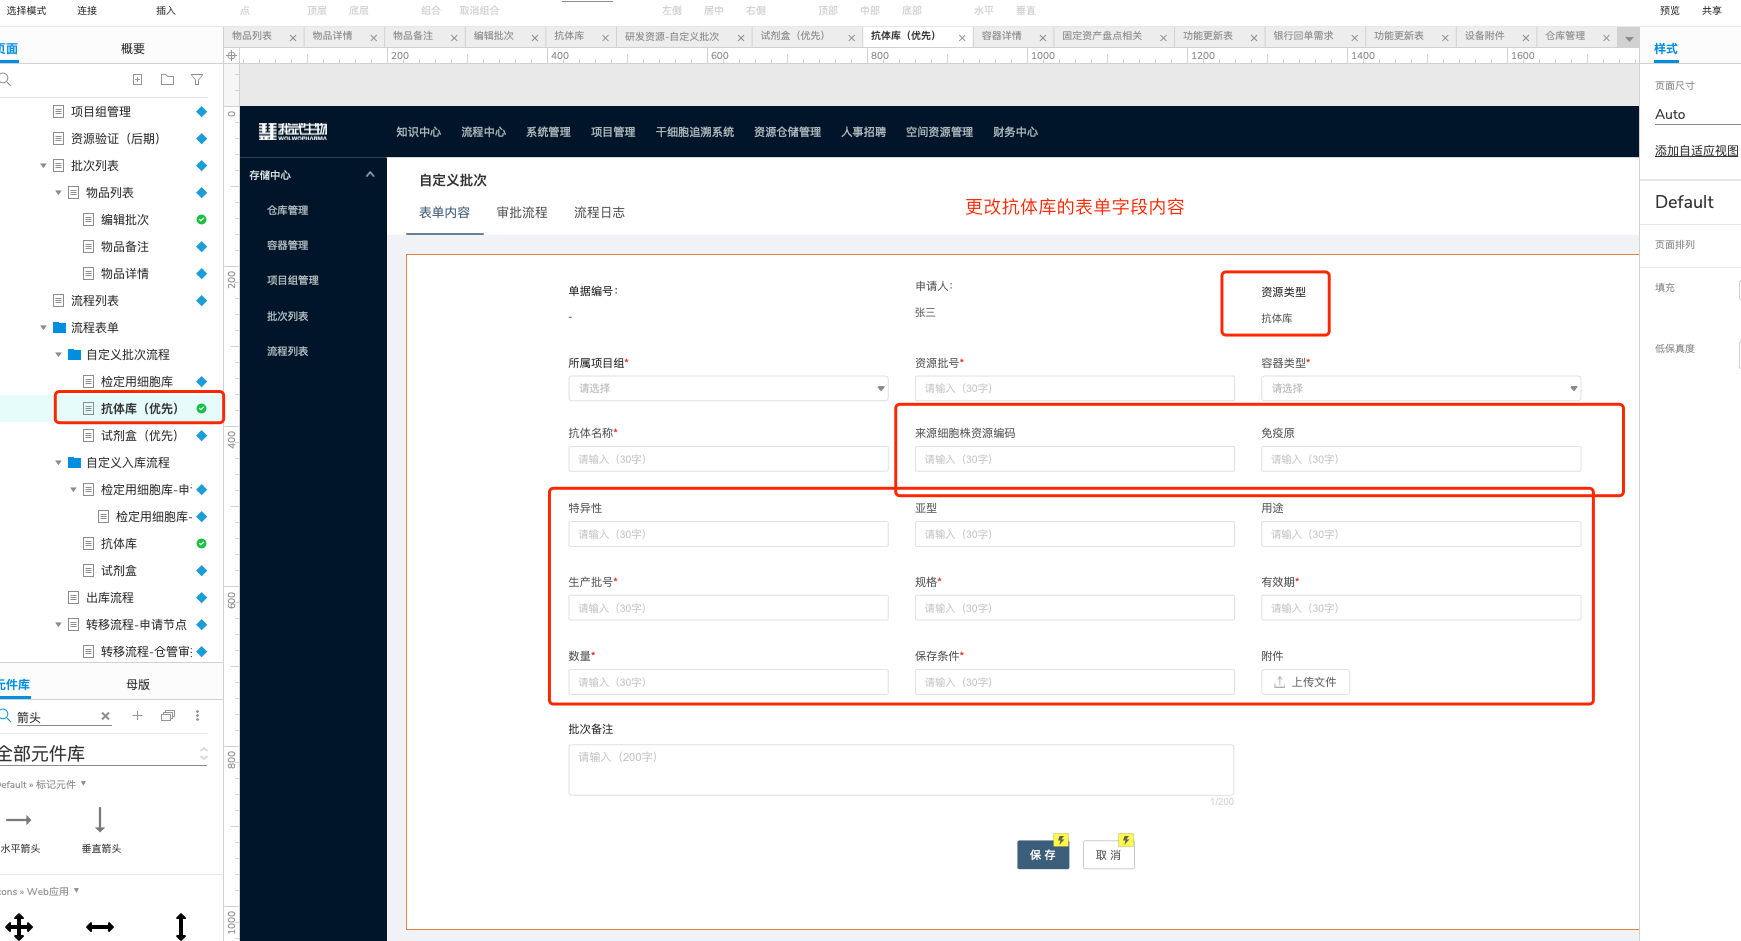 选择模式 连接 插入 点 顶层 底层 组合 取消组合 左侧 居中 右侧 顶部 中部 底部 水平 垂直 预览 共享
页面 概要
物品列表 物品详情 物品备注 编辑批次 抗体库 研发资源-自定义批次 试剂盒（优先） 抗体库（优先） 容器详情 固定资产盘点相关 功能更新表 银行回单需求 功能更新表 设备附件 仓库管理
样式
200 400 600 800 1000 1200 1400 1600
项目组管理
资源验证（后期）
批次列表
物品列表
编辑批次
物品备注
物品详情
流程列表
流程表单
自定义批次流程
检定用细胞库
抗体库（优先）
试剂盒（优先）
自定义入库流程
检定用细胞库-申
检定用细胞库-
抗体库
试剂盒
出库流程
转移流程-申请节点
转移流程-仓管审
元件库 母版
箭头
全部元件库
Default » 标记元件
水平箭头 垂直箭头
Icons » Web应用
0
200
400
600
800
1000
我武生物
WOLWOPHARMA
知识中心 流程中心 系统管理 项目管理 干细胞追溯系统 资源仓储管理 人事招聘 空间资源管理 财务中心
存储中心
仓库管理
容器管理
项目组管理
批次列表
流程列表
自定义批次
表单内容 审批流程 流程日志
更改抗体库的表单字段内容
单据编号： 申请人： 资源类型
- 张三 抗体库
所属项目组* 资源批号* 容器类型*
请选择 请输入（30字） 请选择
抗体名称* 来源细胞株资源编码 免疫原
请输入（30字） 请输入（30字） 请输入（30字）
特异性 亚型 用途
请输入（30字） 请输入（30字） 请输入（30字）
生产批号* 规格* 有效期*
请输入（30字） 请输入（30字） 请输入（30字）
数量* 保存条件* 附件
请输入（30字） 请输入（30字） 上传文件
批次备注
请输入（200字）
1/200
保存 取消
页面尺寸
Auto
添加自适应视图
Default
页面排列
填充
低保真度